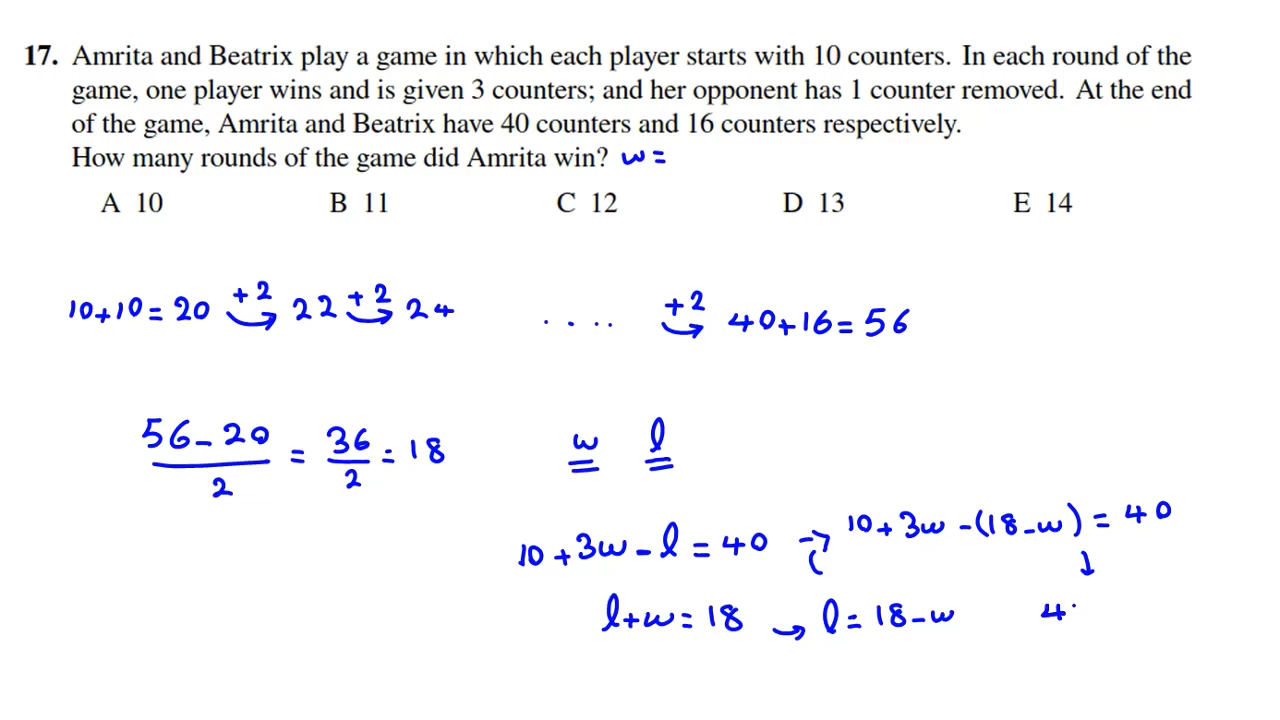 17. Amrita and Beatrix play a game in which each player starts with 10 counters. In each round of the
game, one player wins and is given 3 counters; and her opponent has 1 counter removed. At the end
of the game, Amrita and Beatrix have 40 counters and 16 counters respectively.
How many rounds of the game did Amrita win? w =
A 10 B 11 C 12 D 13 E 14
+2 +2 +2
10+10=20 22 24 .... 40+16=56
56-20/2 = 36/2 = 18 w l
10+3w-l=40 → 10+3w-(18-w)=40
l+w=18 → l=18-w 4